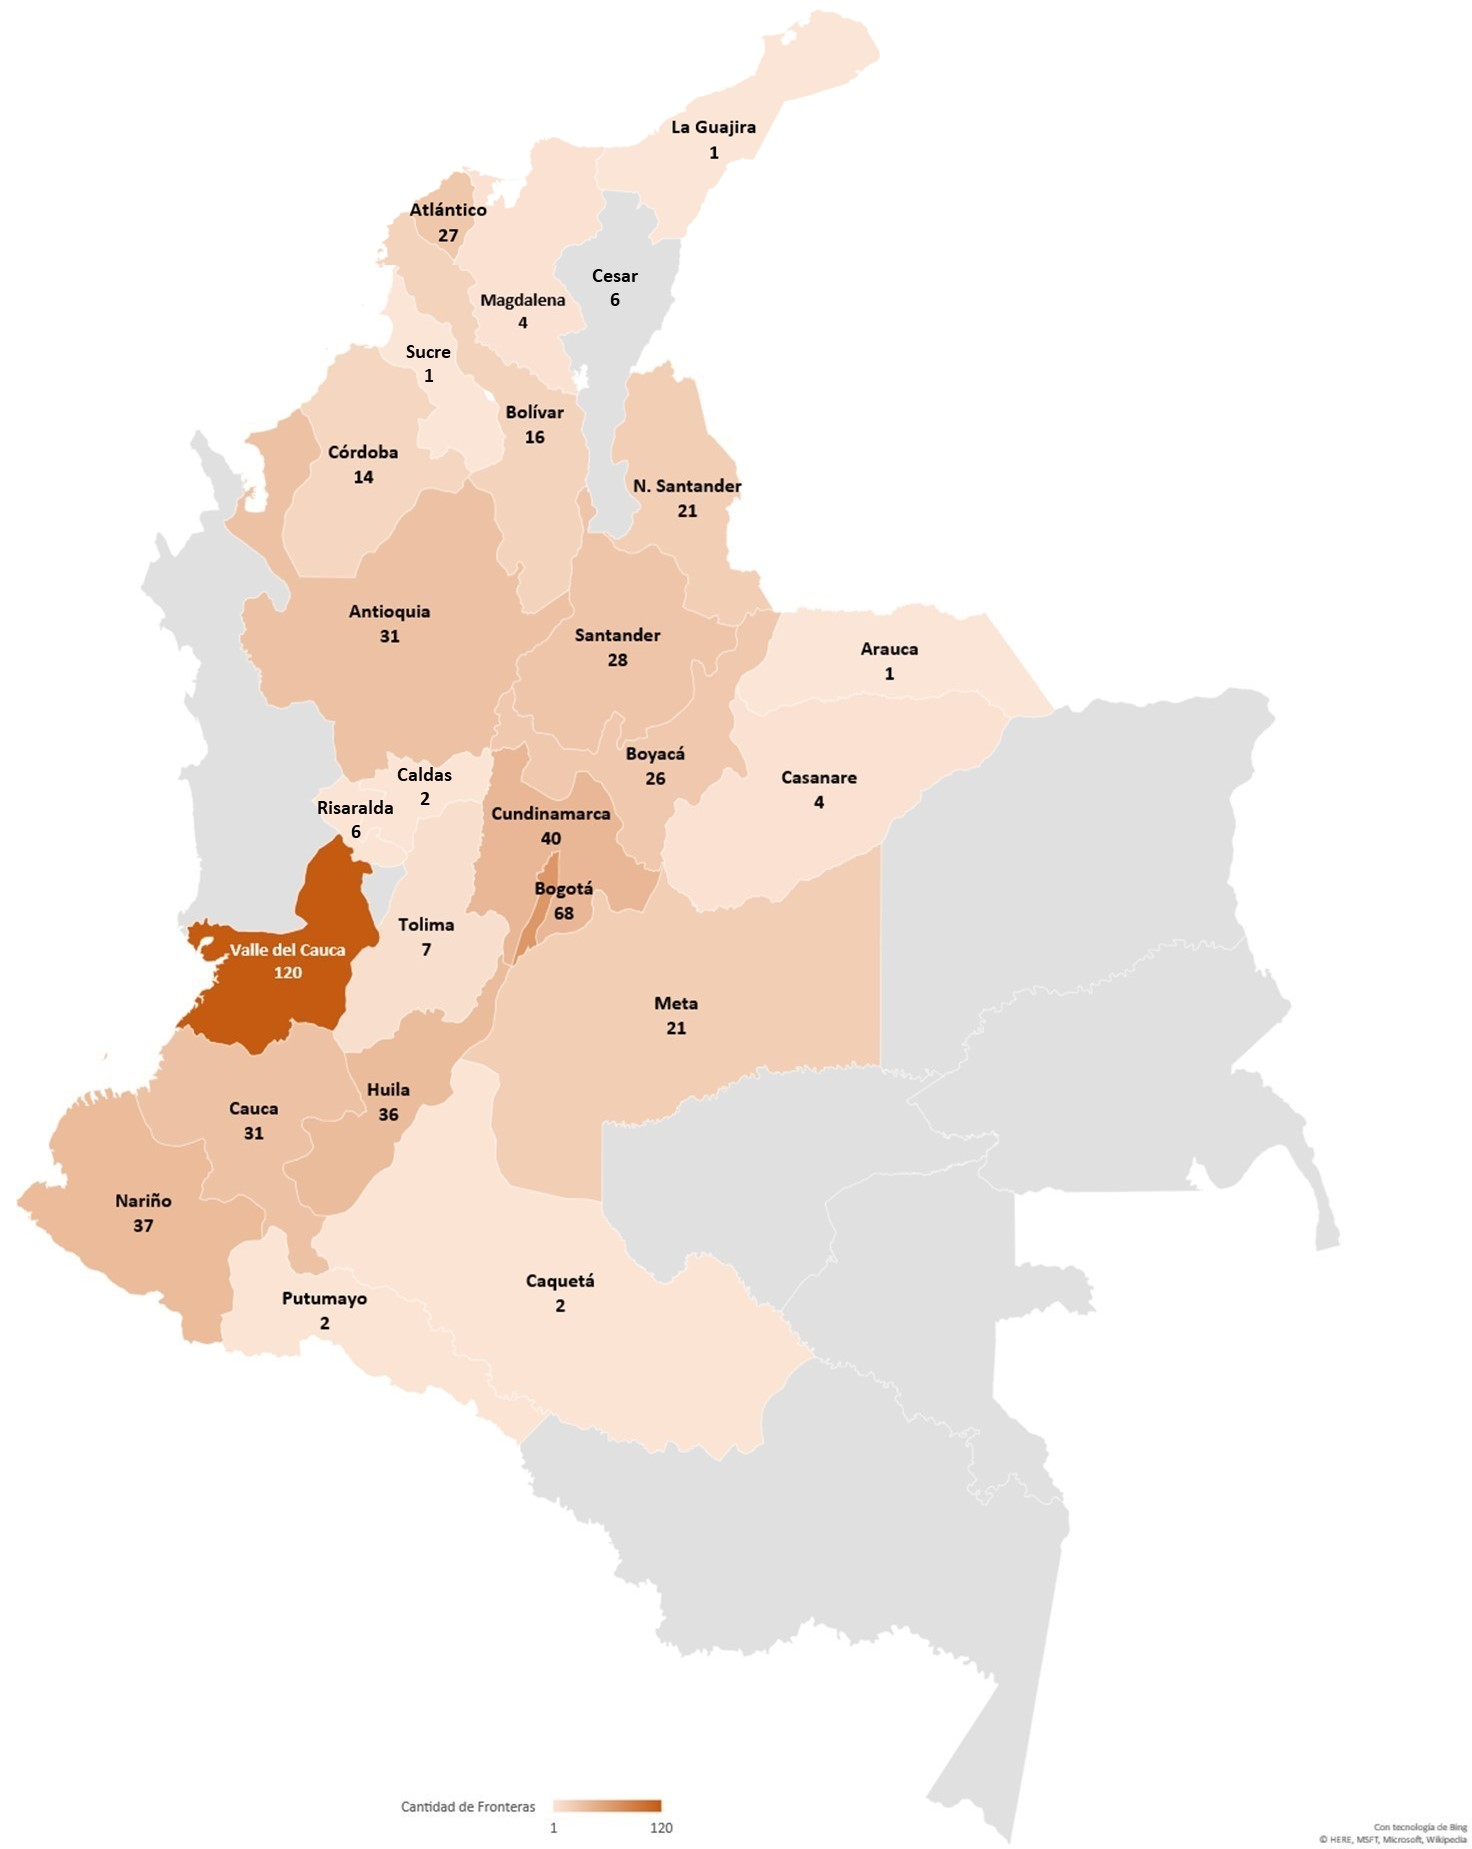 La Guajira
1
Atlántico
27
Cesar
6
Magdalena
4
Sucre
1
Bolívar
16
Córdoba
14
N. Santander
21
Antioquia
31
Santander
28
Arauca
1
Boyacá
26
Caldas
2
Casanare
4
Risaralda
6
Cundinamarca
40
Bogotá
68
Tolima
7
Valle del Cauca
120
Meta
21
Huila
36
Cauca
31
Nariño
37
Caquetá
2
Putumayo
2
Cantidad de Fronteras
1 120
Con tecnología de Bing
© HERE, MSFT, Microsoft, Wikipedia